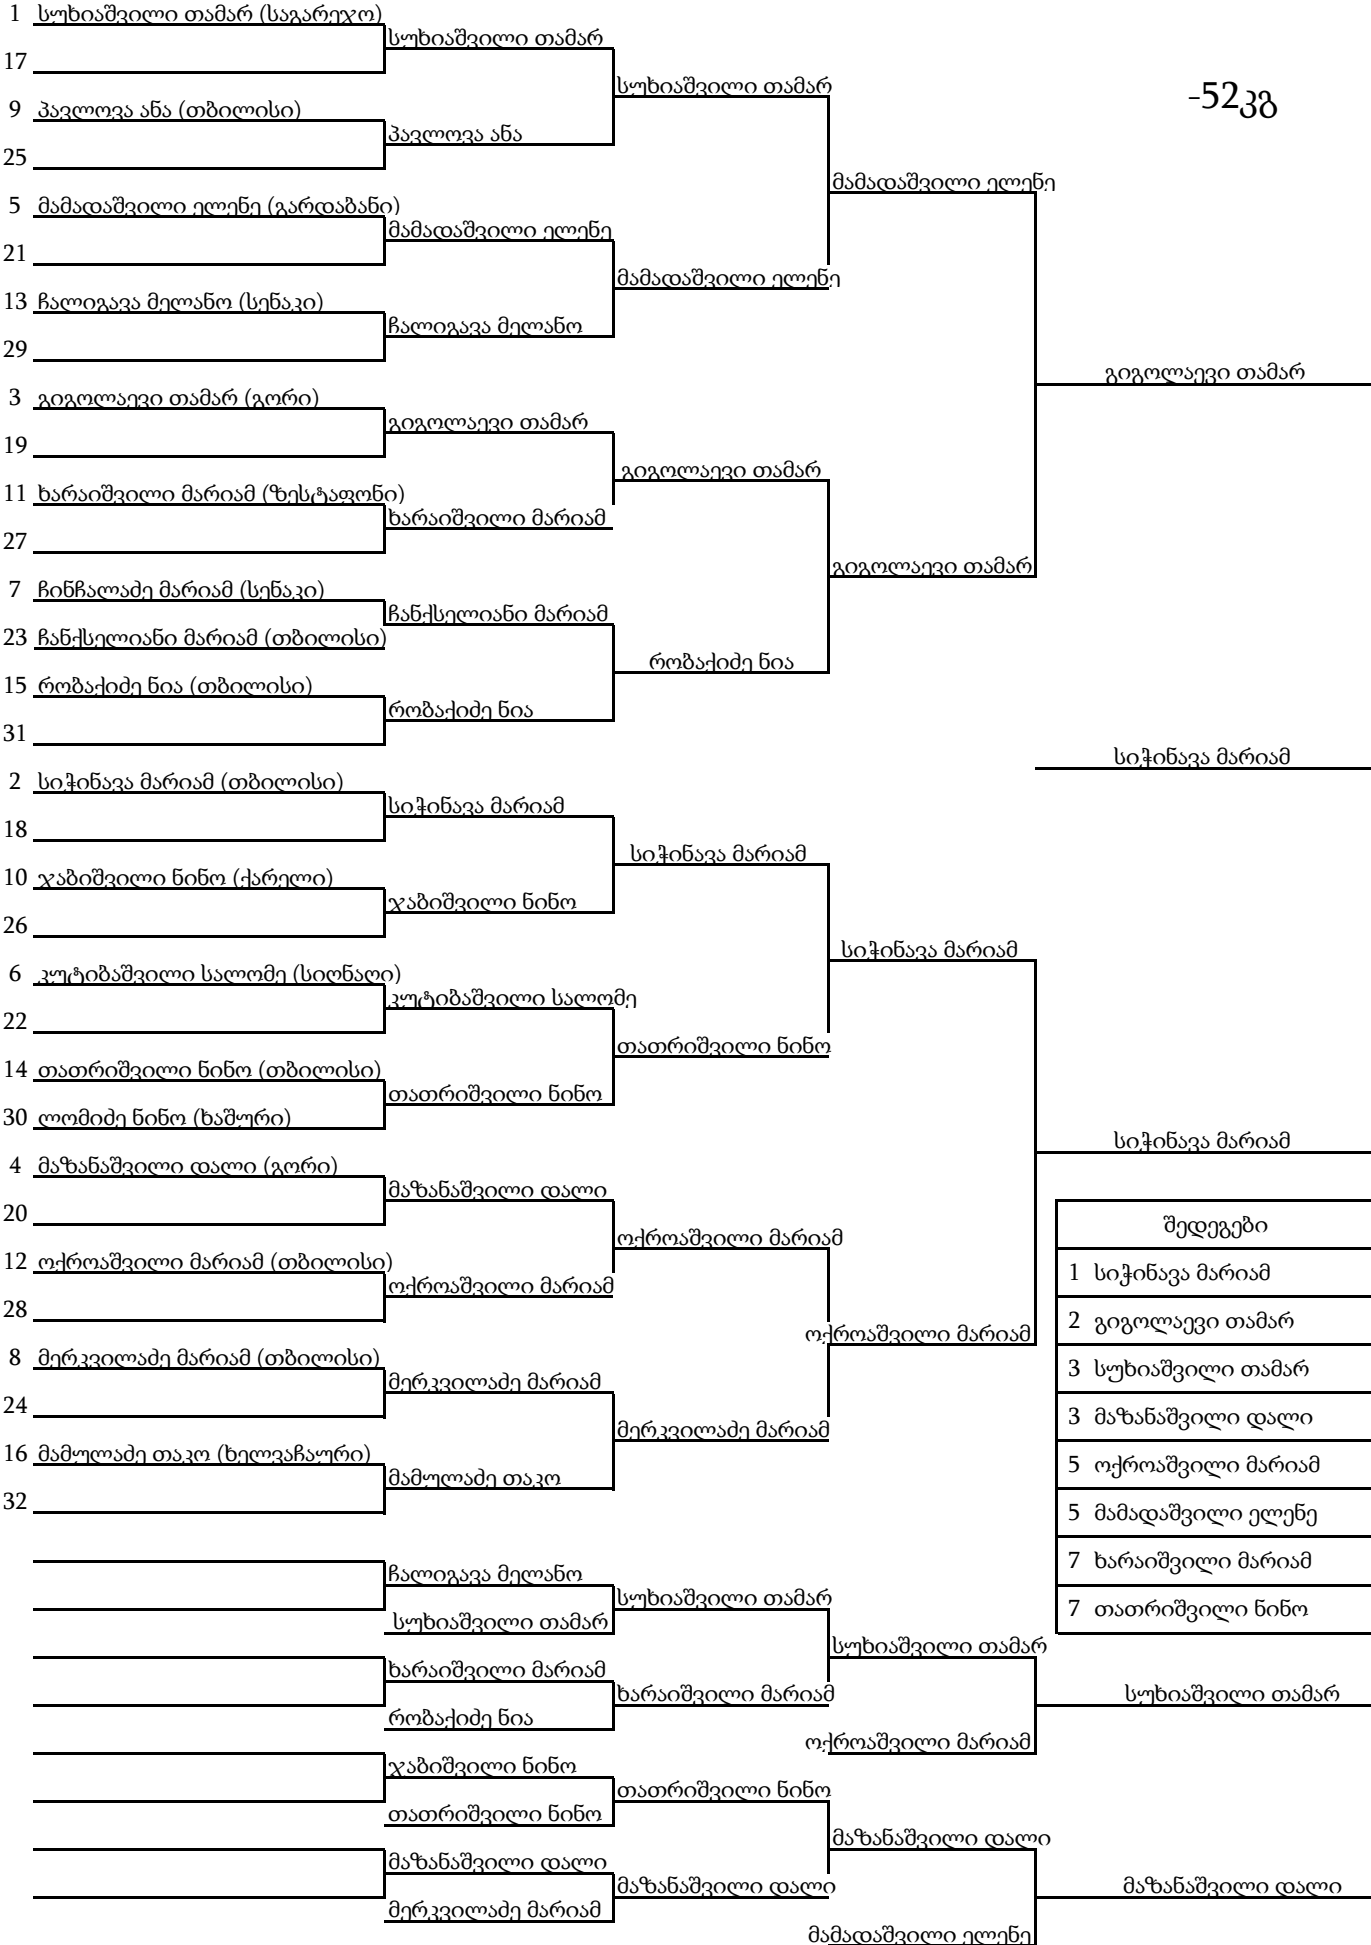 1 სუხიაშვილი თამარ (საგარეჯო)
სუხიაშვილი თამარ
17
სუხიაშვილი თამარ
-52კგ
9 პავლოვა ანა (თბილისი)
პავლოვა ანა
25
მამადაშვილი ელენე
5 მამადაშვილი ელენე (გარდაბანი)
მამადაშვილი ელენე
21
მამადაშვილი ელენე
13 ჩალიგავა მელანო (სენაკი)
ჩალიგავა მელანო
29
გიგოლაევი თამარ
3 გიგოლაევი თამარ (გორი)
გიგოლაევი თამარ
19
გიგოლაევი თამარ
11 ხარაიშვილი მარიამ (ზესტაფონი)
ხარაიშვილი მარიამ
27
გიგოლაევი თამარ
7 ჩინჩალაძე მარიამ (სენაკი)
ჩანქსელიანი მარიამ
23 ჩანქსელიანი მარიამ (თბილისი)
რობაქიძე ნია
15 რობაქიძე ნია (თბილისი)
რობაქიძე ნია
31
სიჭინავა მარიამ
2 სიჭინავა მარიამ (თბილისი)
სიჭინავა მარიამ
18
სიჭინავა მარიამ
10 ჯაბიშვილი ნინო (ქარელი)
ჯაბიშვილი ნინო
26
სიჭინავა მარიამ
6 კუტიბაშვილი სალომე (სიღნაღი)
კუტიბაშვილი სალომე
22
თათრიშვილი ნინო
14 თათრიშვილი ნინო (თბილისი)
თათრიშვილი ნინო
30 ლომიძე ნინო (ხაშური)
სიჭინავა მარიამ
4 მაზანაშვილი დალი (გორი)
მაზანაშვილი დალი
20
ოქროაშვილი მარიამ
შედეგები
12 ოქროაშვილი მარიამ (თბილისი)
ოქროაშვილი მარიამ
1 სიჭინავა მარიამ
28
ოქროაშვილი მარიამ
2 გიგოლაევი თამარ
8 მერკვილაძე მარიამ (თბილისი)
მერკვილაძე მარიამ
3 სუხიაშვილი თამარ
24
მერკვილაძე მარიამ
3 მაზანაშვილი დალი
16 მამულაძე თაკო (ხელვაჩაური)
მამულაძე თაკო
5 ოქროაშვილი მარიამ
32
5 მამადაშვილი ელენე
ჩალიგავა მელანო
7 ხარაიშვილი მარიამ
სუხიაშვილი თამარ
სუხიაშვილი თამარ
7 თათრიშვილი ნინო
სუხიაშვილი თამარ
ხარაიშვილი მარიამ
ხარაიშვილი მარიამ
სუხიაშვილი თამარ
რობაქიძე ნია
ოქროაშვილი მარიამ
ჯაბიშვილი ნინო
თათრიშვილი ნინო
თათრიშვილი ნინო
მაზანაშვილი დალი
მაზანაშვილი დალი
მაზანაშვილი დალი
მაზანაშვილი დალი
მერკვილაძე მარიამ
მამადაშვილი ელენე